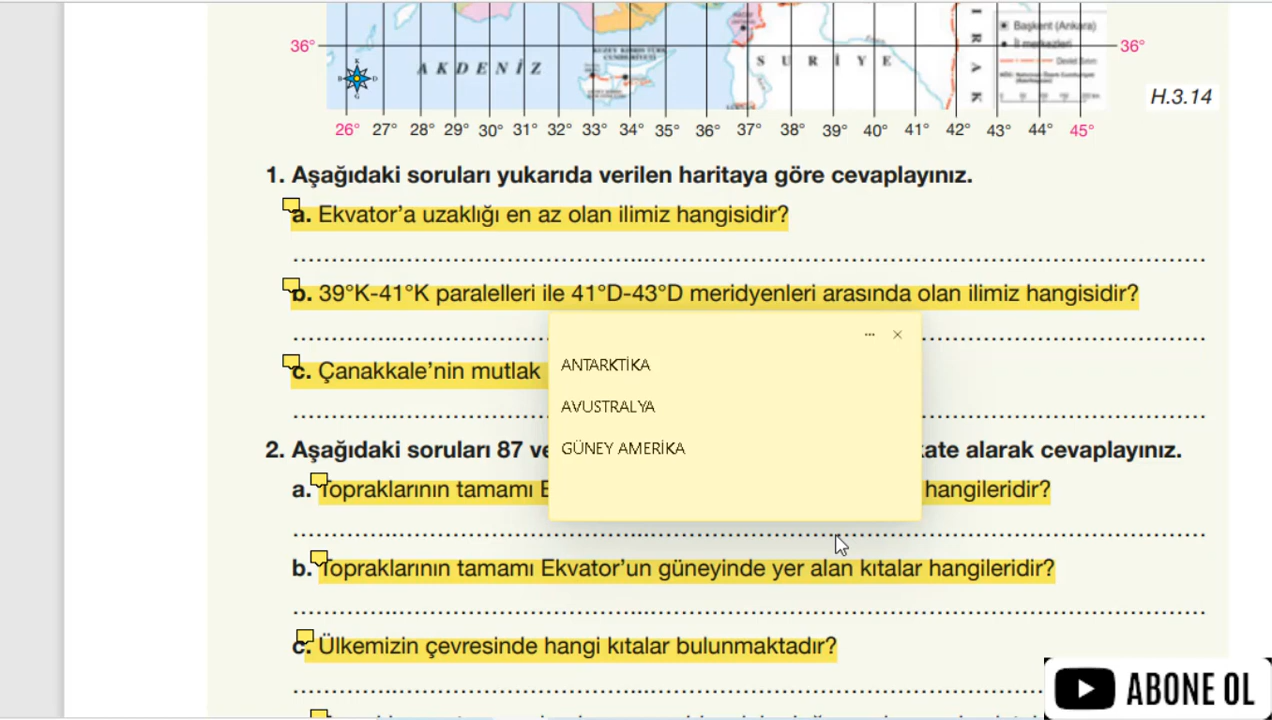 36°
36°
AKDENİZ
SURİYE
Başkent (Ankara)
İl merkezleri
H.3.14
26° 27° 28° 29° 30° 31° 32° 33° 34° 35° 36° 37° 38° 39° 40° 41° 42° 43° 44° 45°
1. Aşağıdaki soruları yukarıda verilen haritaya göre cevaplayınız.
a. Ekvator’a uzaklığı en az olan ilimiz hangisidir?
b. 39°K-41°K paralelleri ile 41°D-43°D meridyenleri arasında olan ilimiz hangisidir?
c. Çanakkale’nin mutlak
ANTARKTİKA
AVUSTRALYA
GÜNEY AMERİKA
2. Aşağıdaki soruları 87 ve
kate alarak cevaplayınız.
a. Topraklarının tamamı E
hangileridir?
b. Topraklarının tamamı Ekvator’un güneyinde yer alan kıtalar hangileridir?
c. Ülkemizin çevresinde hangi kıtalar bulunmaktadır?
ABONE OL